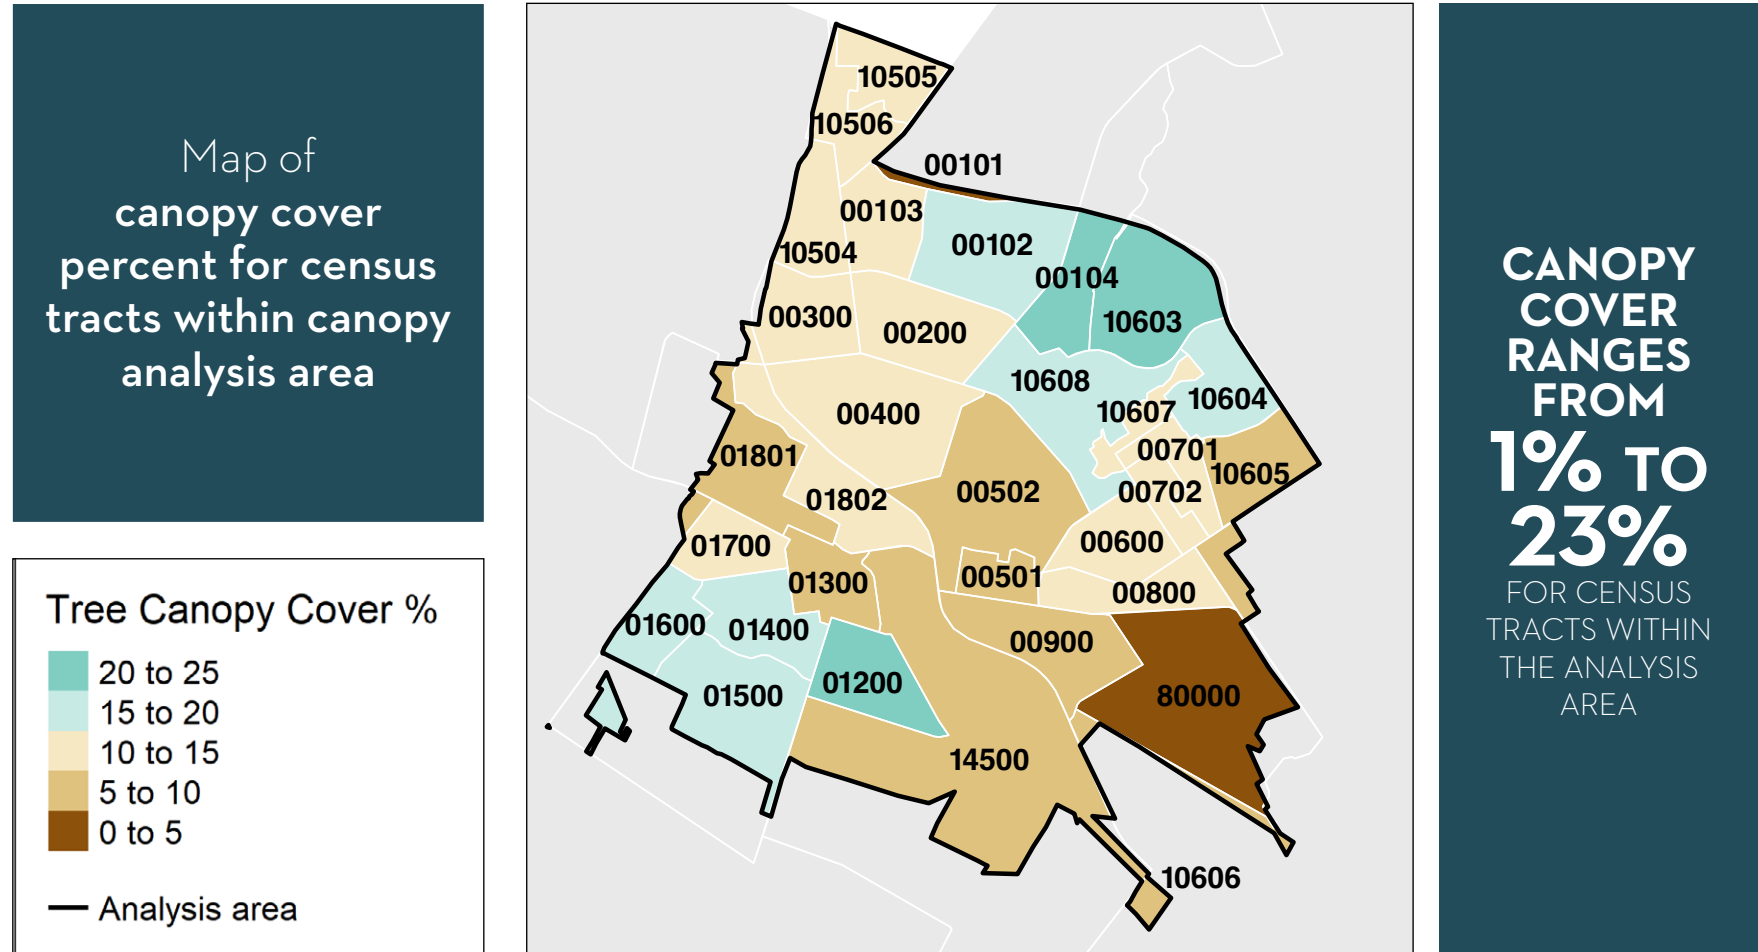 Map of
canopy cover
percent for census
tracts within canopy
analysis area
Tree Canopy Cover %
20 to 25
15 to 20
10 to 15
5 to 10
0 to 5
Analysis area
10505
10506
00101
00103
00102
10504
00104
00300
00200
10603
10608
10607
10604
00400
00701
01801
10605
00502
00702
01802
01700
00600
01300
00501
00800
01600
01400
00900
01200
01500
80000
14500
10606
CANOPY
COVER
RANGES
FROM
1% TO
23%
FOR CENSUS
TRACTS WITHIN
THE ANALYSIS
AREA